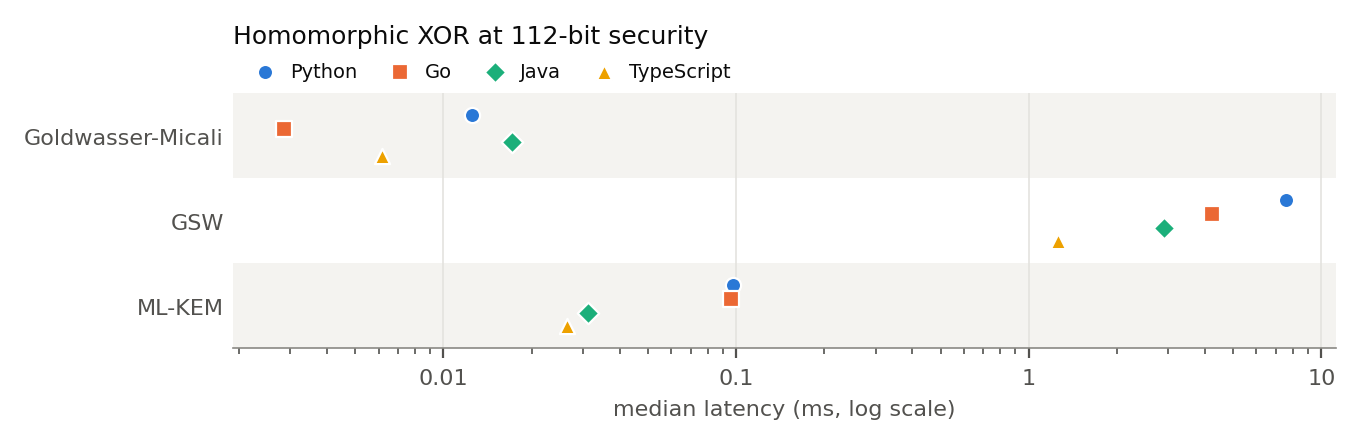 Homomorphic XOR at 112-bit security
Python Go Java TypeScript
Goldwasser-Micali
GSW
ML-KEM
0.01 0.1 1 10
median latency (ms, log scale)